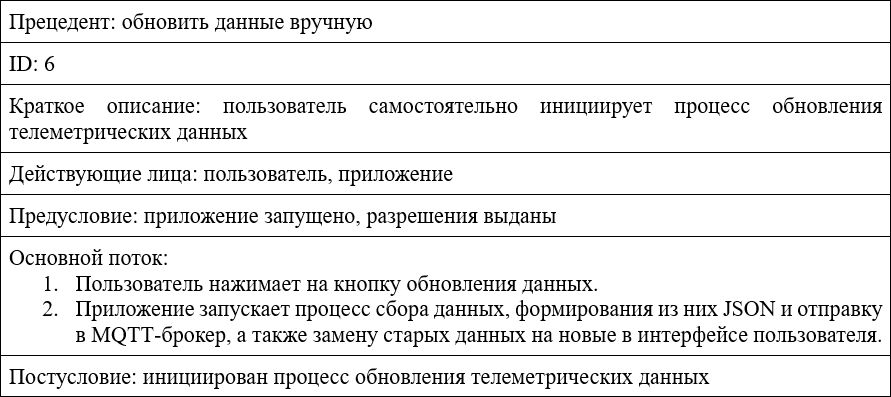 Прецедент: обновить данные вручную
ID: 6
Краткое описание: пользователь самостоятельно инициирует процесс обновления
телеметрических данных
Действующие лица: пользователь, приложение
Предусловие: приложение запущено, разрешения выданы
Основной поток:
1. Пользователь нажимает на кнопку обновления данных.
2. Приложение запускает процесс сбора данных, формирования из них JSON и отправку
в MQTT-брокер, а также замену старых данных на новые в интерфейсе пользователя.
Постусловие: инициирован процесс обновления телеметрических данных